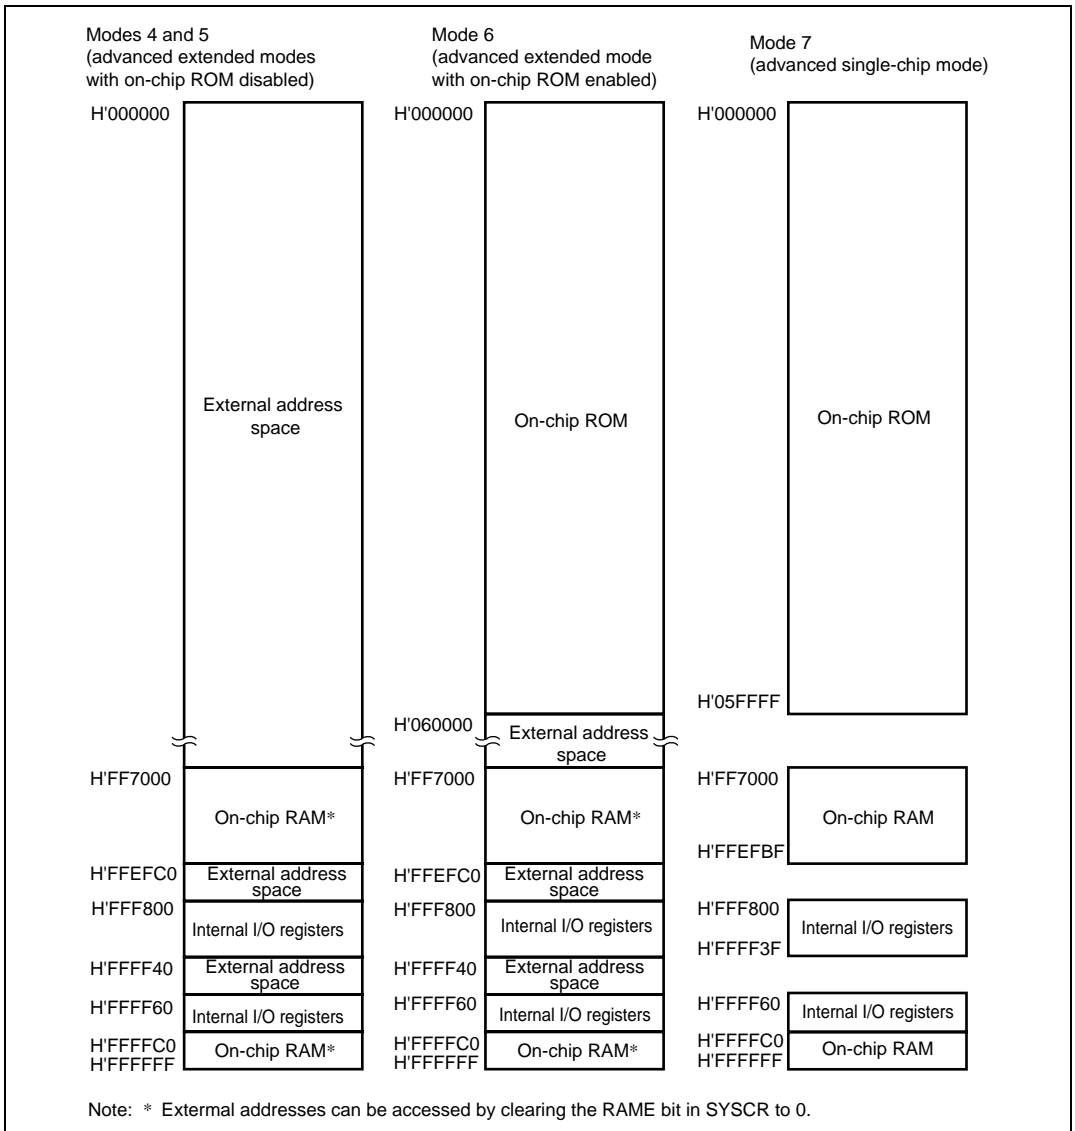 Modes 4 and 5
(advanced extended modes
with on-chip ROM disabled)
H'000000
External address
space
H'FF7000
On-chip RAM*
H'FFEFC0
External address
space
H'FFF800
Internal I/O registers
H'FFFF40
External address
space
H'FFFF60
Internal I/O registers
H'FFFFC0
On-chip RAM*
H'FFFFFF
Mode 6
(advanced extended mode
with on-chip ROM enabled)
H'000000
On-chip ROM
H'060000
External address
space
H'FF7000
On-chip RAM*
H'FFEFC0
External address
space
H'FFF800
Internal I/O registers
H'FFFF40
External address
space
H'FFFF60
Internal I/O registers
H'FFFFC0
On-chip RAM*
H'FFFFFF
Mode 7
(advanced single-chip mode)
H'000000
On-chip ROM
H'05FFFF
H'FF7000
On-chip RAM
H'FFEFBF
H'FFF800
Internal I/O registers
H'FFFF3F
H'FFFF60
Internal I/O registers
H'FFFFC0
On-chip RAM
H'FFFFFF
Note: * Extermal addresses can be accessed by clearing the RAME bit in SYSCR to 0.